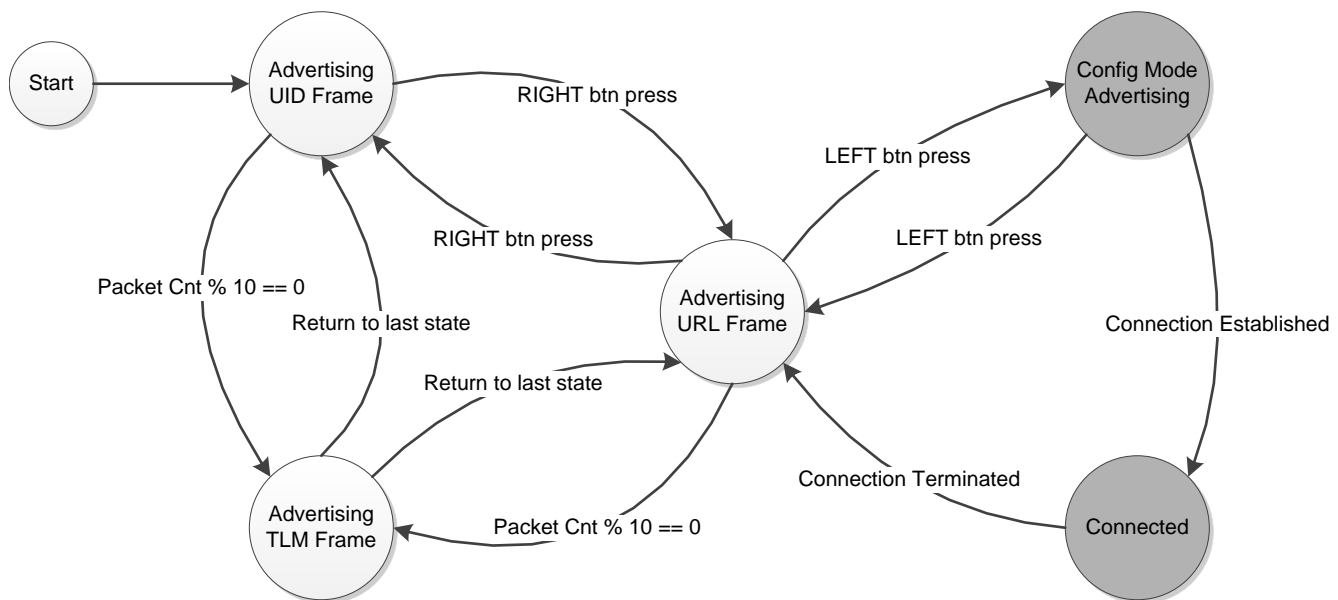 Start
Advertising
UID Frame
RIGHT btn press
Config Mode
Advertising
LEFT btn press
RIGHT btn press
LEFT btn press
Packet Cnt % 10 == 0
Advertising
URL Frame
Return to last state
Connection Established
Return to last state
Connection Terminated
Advertising
TLM Frame
Packet Cnt % 10 == 0
Connected